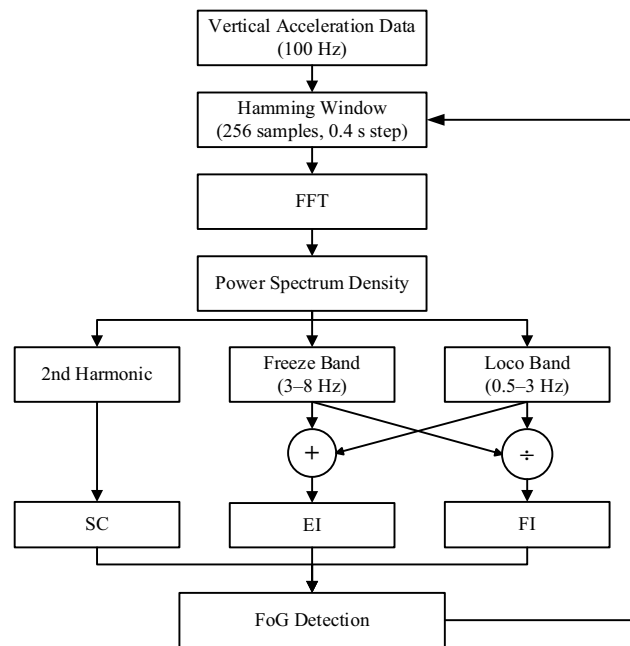 Vertical Acceleration Data
(100 Hz)
Hamming Window
(256 samples, 0.4 s step)
FFT
Power Spectrum Density
2nd Harmonic
Freeze Band
(3–8 Hz)
Loco Band
(0.5–3 Hz)
+
÷
SC
EI
FI
FoG Detection